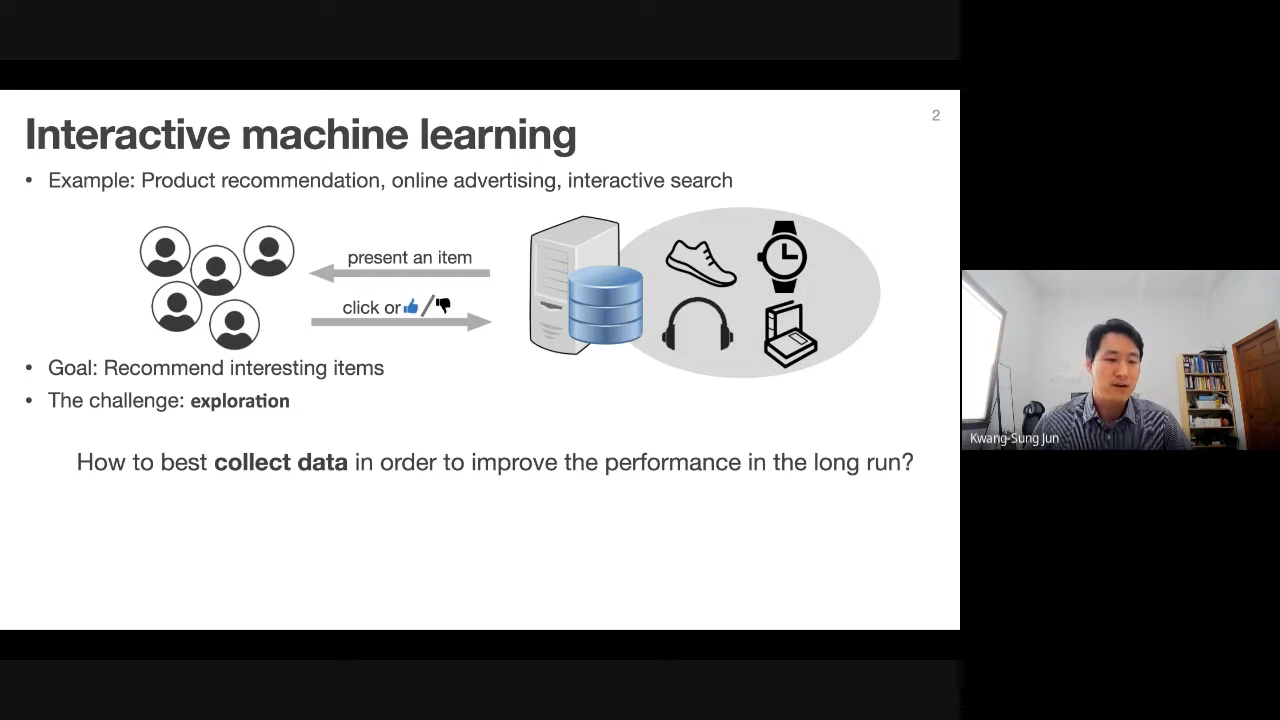 2
Interactive machine learning
• Example: Product recommendation, online advertising, interactive search
present an item
click or 👍/👎
• Goal: Recommend interesting items
• The challenge: exploration
How to best collect data in order to improve the performance in the long run?
Kwang-Sung Jun